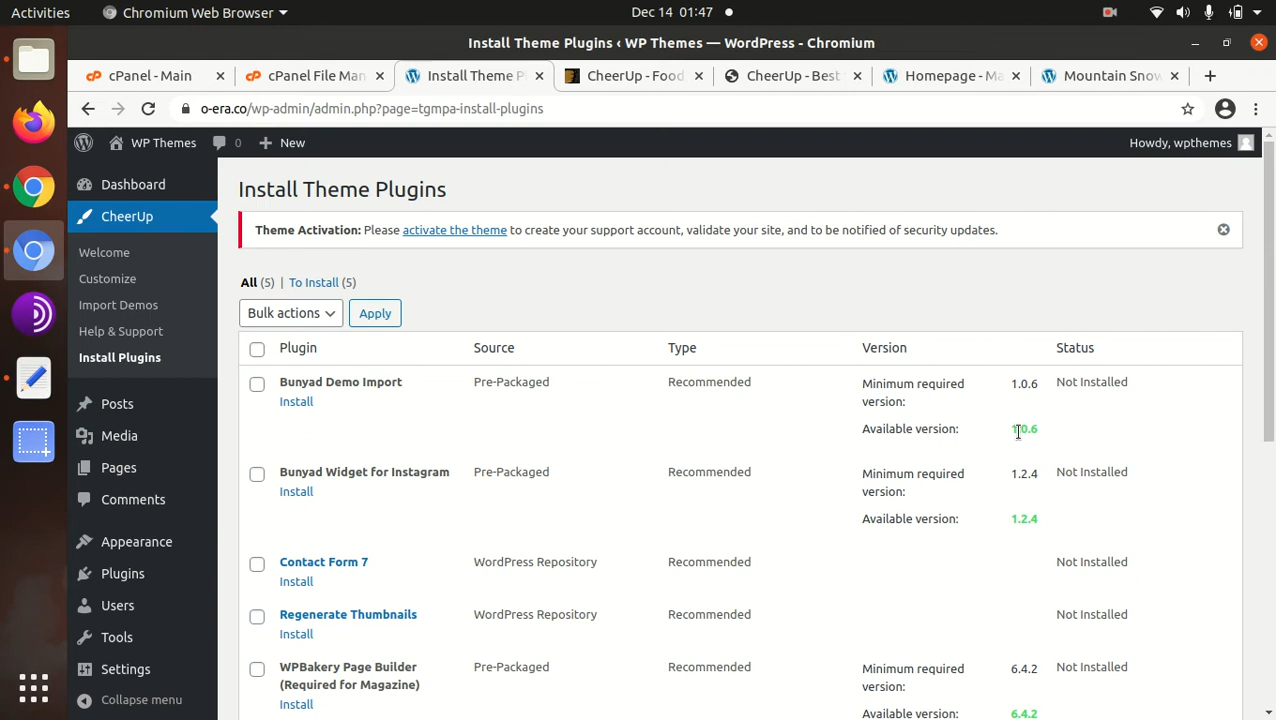 Activities Chromium Web Browser Dec 14 01:47
Install Theme Plugins ‹ WP Themes — WordPress - Chromium
cPanel - Main cPanel File Man Install Theme P CheerUp - Food CheerUp - Best Homepage - Ma Mountain Snow
o-era.co/wp-admin/admin.php?page=tgmpa-install-plugins
WP Themes 0 New Howdy, wpthemes
Dashboard
CheerUp
Welcome
Customize
Import Demos
Help & Support
Install Plugins
Posts
Media
Pages
Comments
Appearance
Plugins
Users
Tools
Settings
Collapse menu
Install Theme Plugins
Theme Activation: Please activate the theme to create your support account, validate your site, and to be notified of security updates.
All (5) | To Install (5)
Bulk actions Apply
Plugin Source Type Version Status
Bunyad Demo Import Pre-Packaged Recommended Minimum required version: 1.0.6 Not Installed
Install
Available version: 1.0.6
Bunyad Widget for Instagram Pre-Packaged Recommended Minimum required version: 1.2.4 Not Installed
Install
Available version: 1.2.4
Contact Form 7 WordPress Repository Recommended Not Installed
Install
Regenerate Thumbnails WordPress Repository Recommended Not Installed
Install
WPBakery Page Builder Pre-Packaged Recommended Minimum required version: 6.4.2 Not Installed
(Required for Magazine)
Install
Available version: 6.4.2